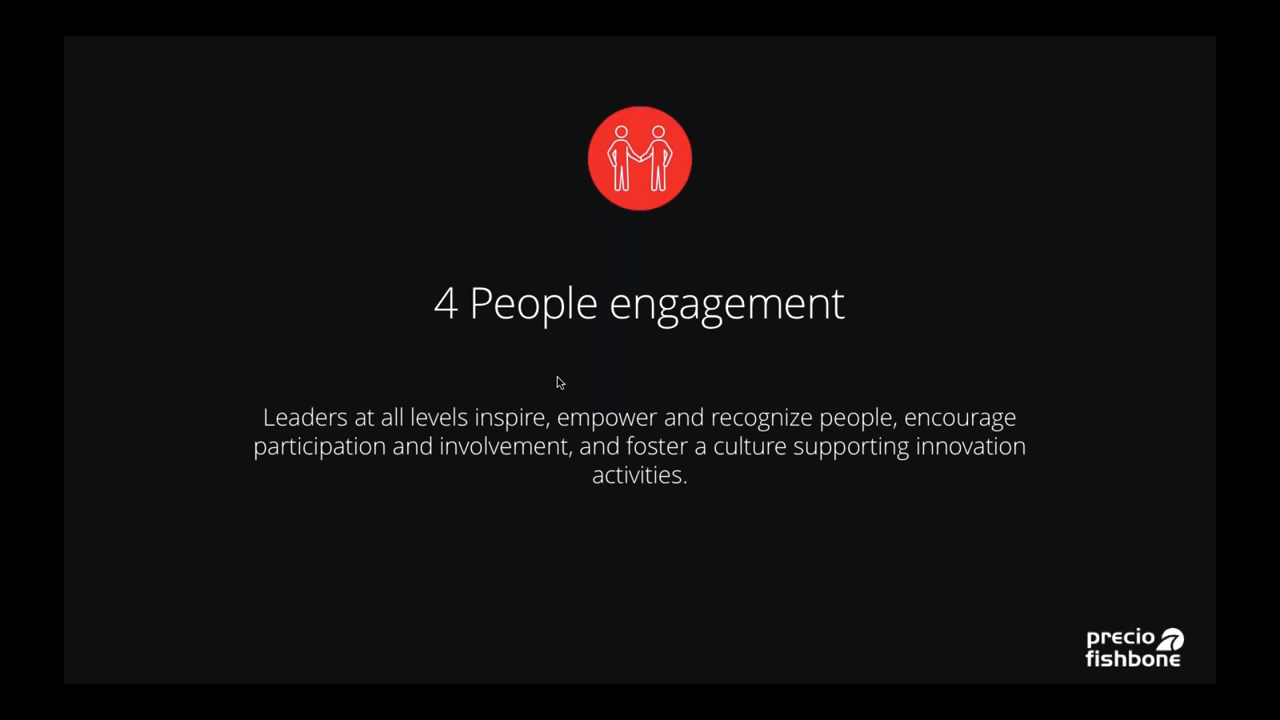 4 People engagement
Leaders at all levels inspire, empower and recognize people, encourage
participation and involvement, and foster a culture supporting innovation
activities.
precio
fishbone